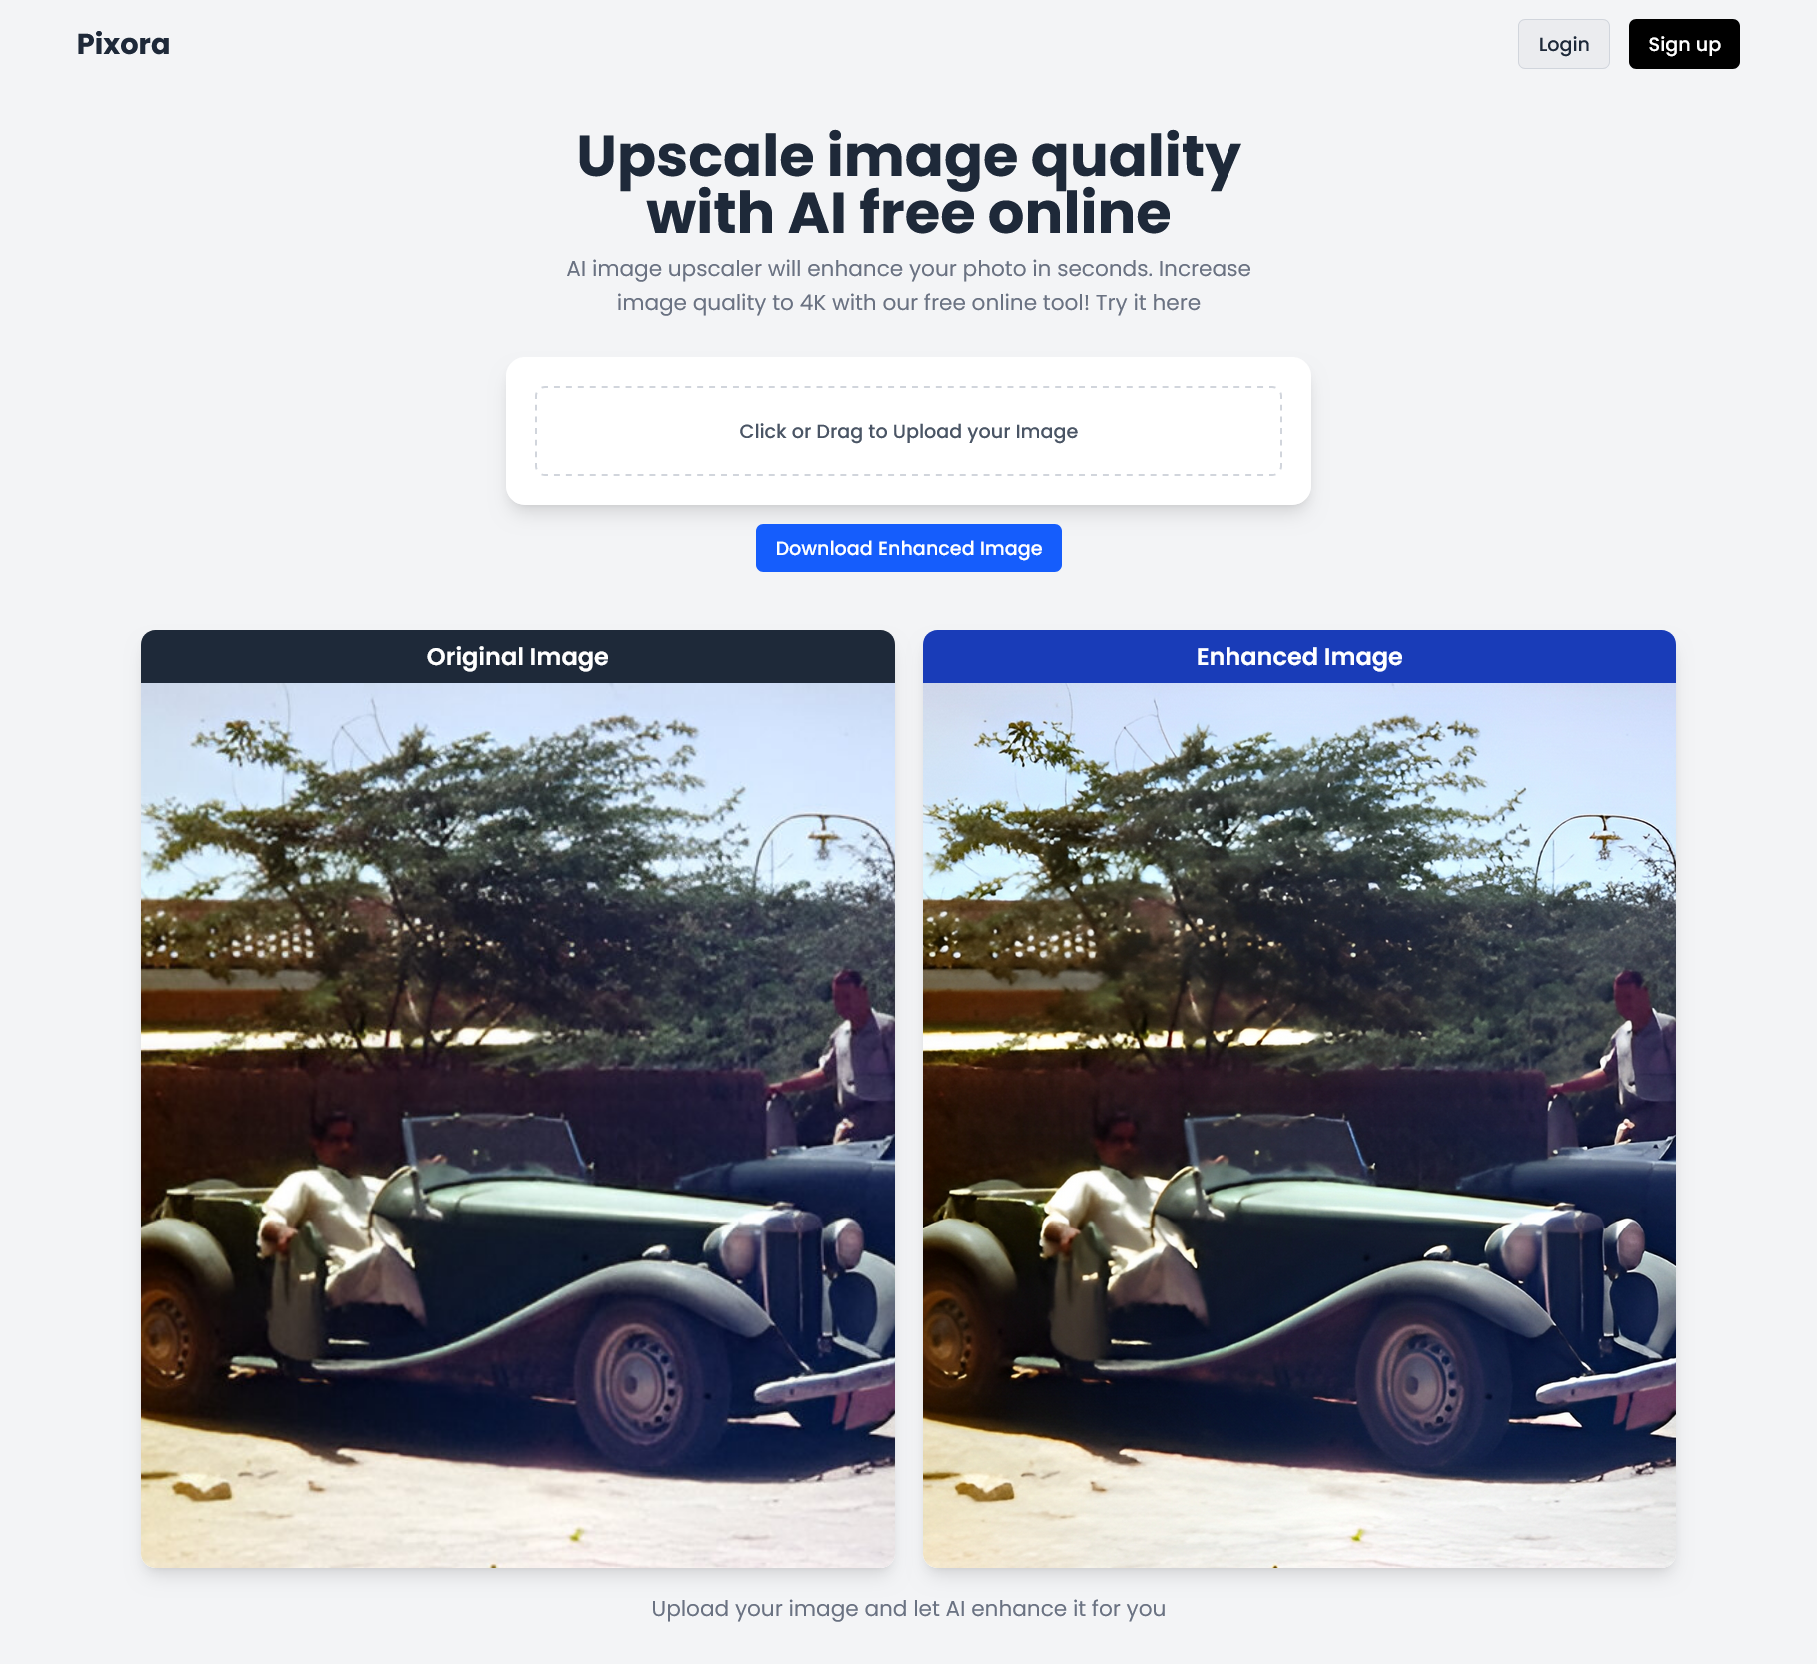 Pixora
Login
Sign up
Upscale image quality
with AI free online
AI image upscaler will enhance your photo in seconds. Increase
image quality to 4K with our free online tool! Try it here
Click or Drag to Upload your Image
Download Enhanced Image
Original Image
Enhanced Image
Upload your image and let AI enhance it for you